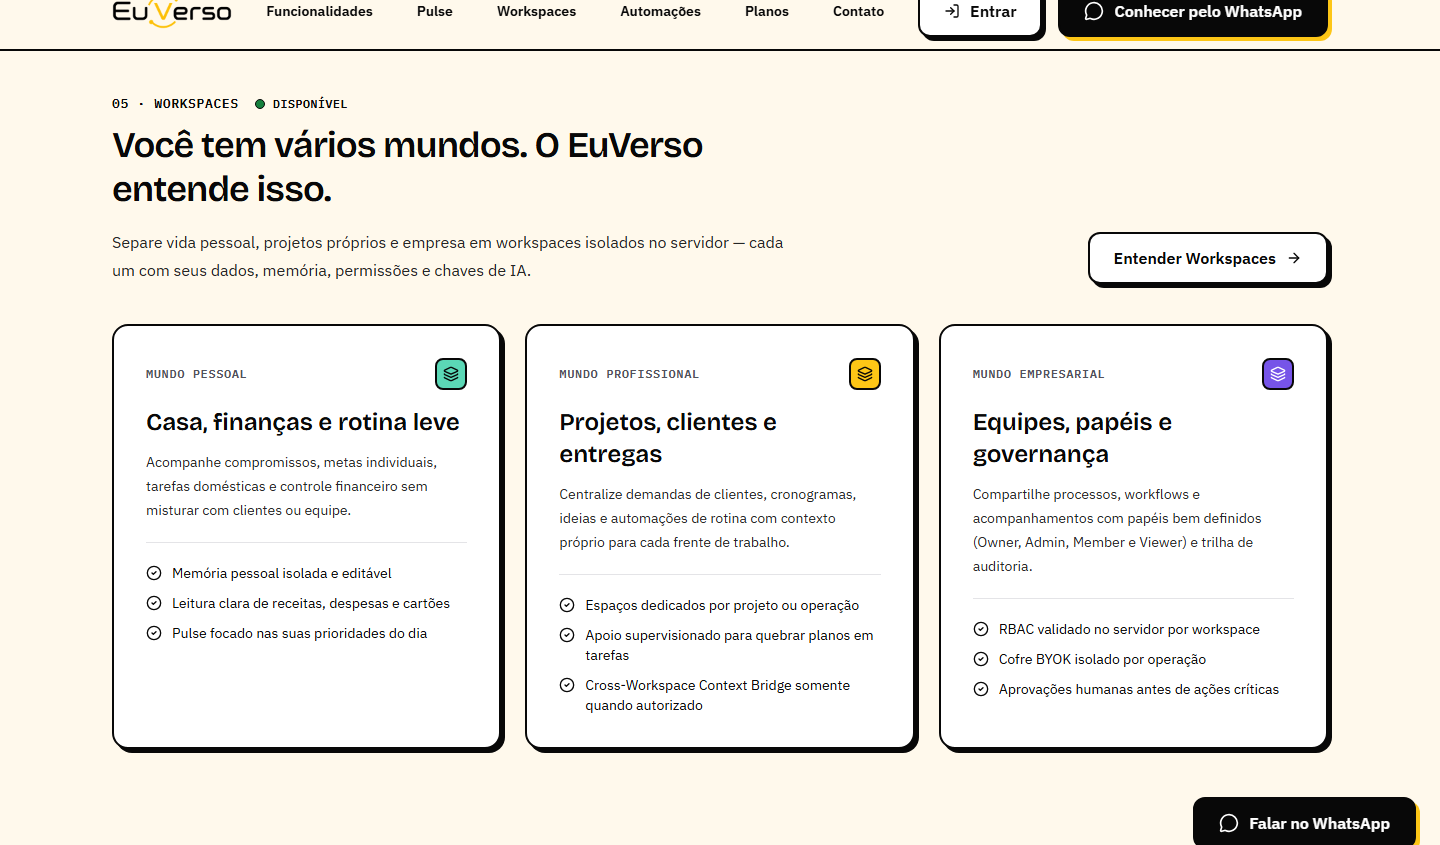 EuVerso
Funcionalidades
Pulse
Workspaces
Automações
Planos
Contato
Entrar
Conhecer pelo WhatsApp
05 · WORKSPACES
DISPONÍVEL
Você tem vários mundos. O EuVerso
entende isso.
Separe vida pessoal, projetos próprios e empresa em workspaces isolados no servidor — cada
um com seus dados, memória, permissões e chaves de IA.
Entender Workspaces
MUNDO PESSOAL
Casa, finanças e rotina leve
Acompanhe compromissos, metas individuais,
tarefas domésticas e controle financeiro sem
misturar com clientes ou equipe.
Memória pessoal isolada e editável
Leitura clara de receitas, despesas e cartões
Pulse focado nas suas prioridades do dia
MUNDO PROFISSIONAL
Projetos, clientes e
entregas
Centralize demandas de clientes, cronogramas,
ideias e automações de rotina com contexto
próprio para cada frente de trabalho.
Espaços dedicados por projeto ou operação
Apoio supervisionado para quebrar planos em
tarefas
Cross-Workspace Context Bridge somente
quando autorizado
MUNDO EMPRESARIAL
Equipes, papéis e
governança
Compartilhe processos, workflows e
acompanhamentos com papéis bem definidos
(Owner, Admin, Member e Viewer) e trilha de
auditoria.
RBAC validado no servidor por workspace
Cofre BYOK isolado por operação
Aprovações humanas antes de ações críticas
Falar no WhatsApp